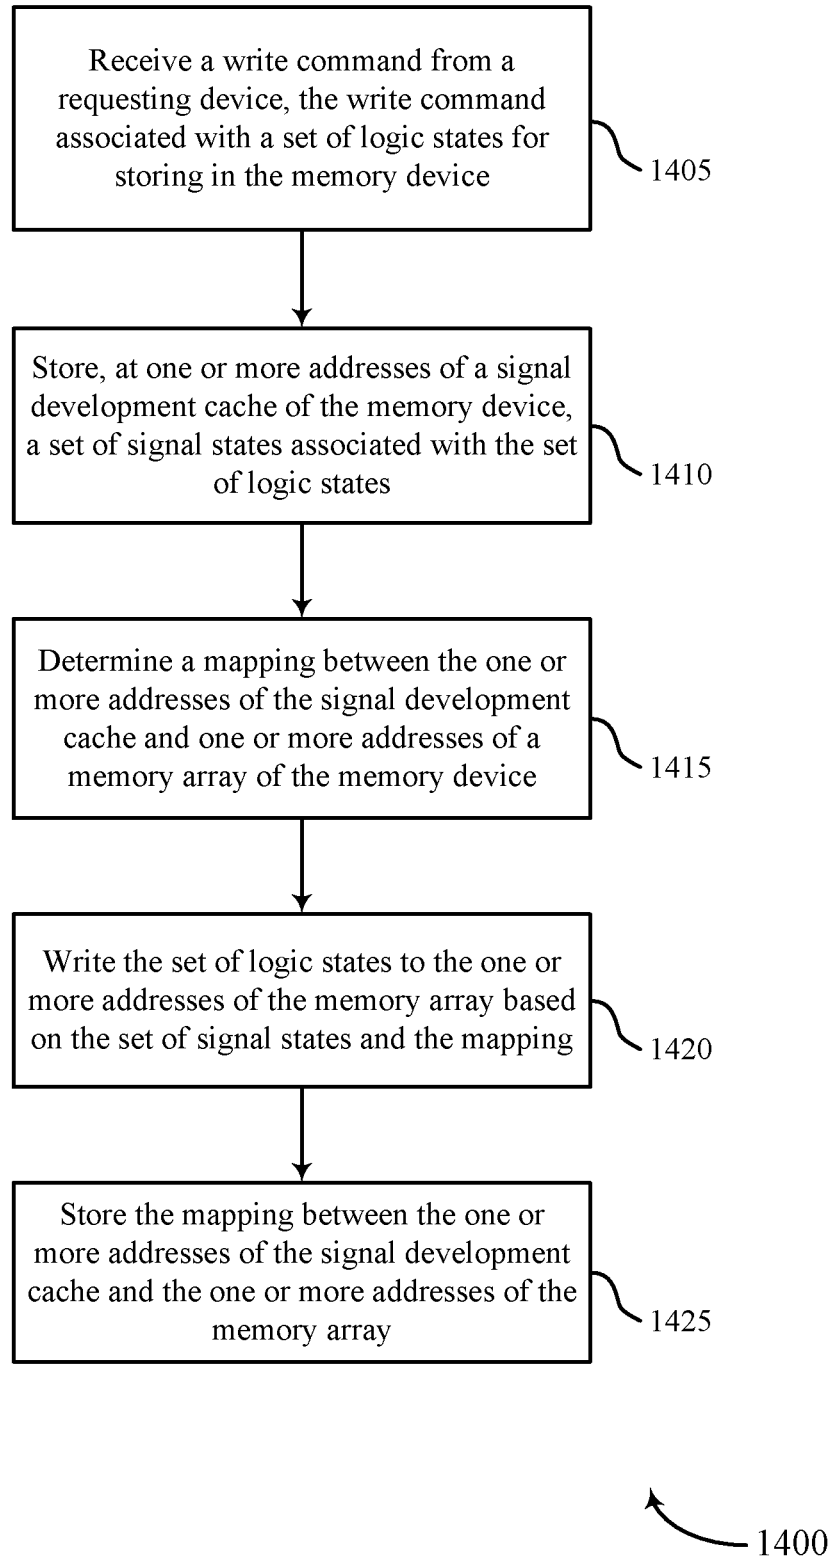 Receive a write command from a
requesting device, the write command
associated with a set of logic states for
storing in the memory device
1405
Store, at one or more addresses of a signal
development cache of the memory device,
a set of signal states associated with the set
of logic states
1410
Determine a mapping between the one or
more addresses of the signal development
cache and one or more addresses of a
memory array of the memory device
1415
Write the set of logic states to the one or
more addresses of the memory array based
on the set of signal states and the mapping
1420
Store the mapping between the one or
more addresses of the signal development
cache and the one or more addresses of the
memory array
1425
1400